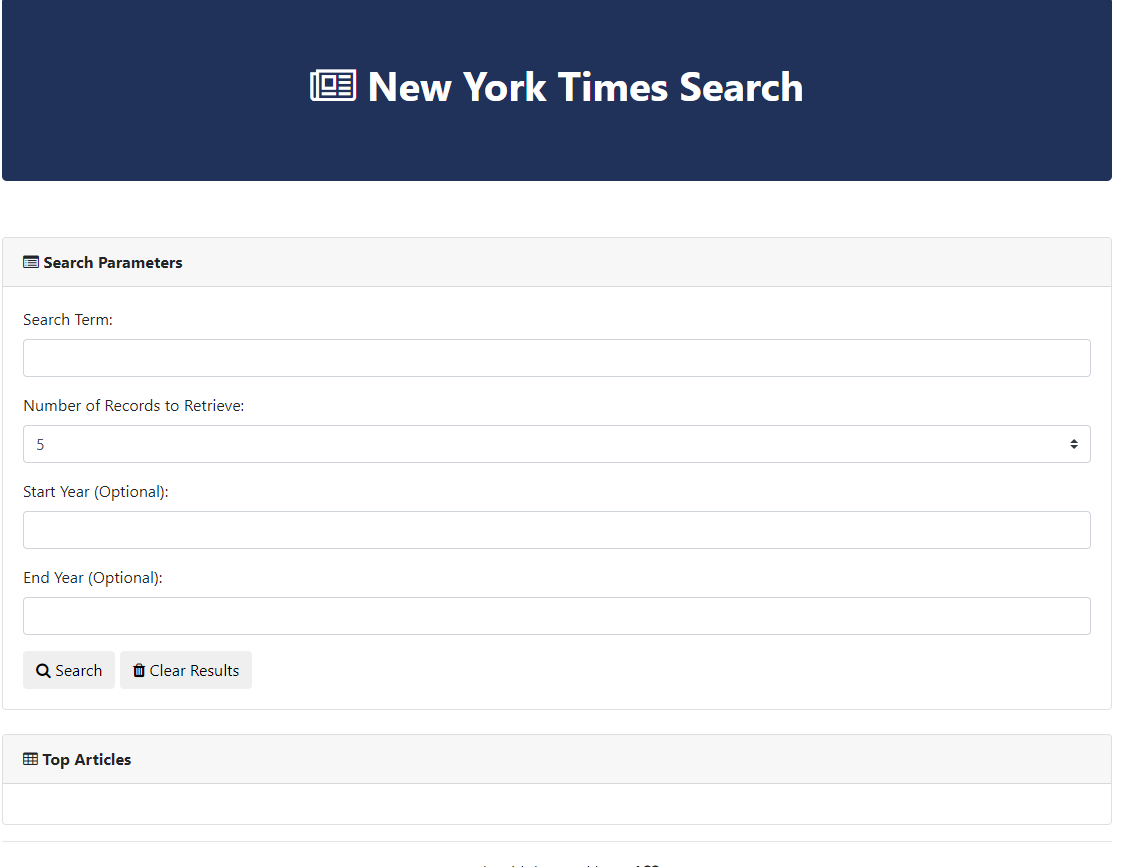 New York Times Search
Search Parameters
Search Term:
Number of Records to Retrieve:
5
Start Year (Optional):
End Year (Optional):
Search Clear Results
Top Articles